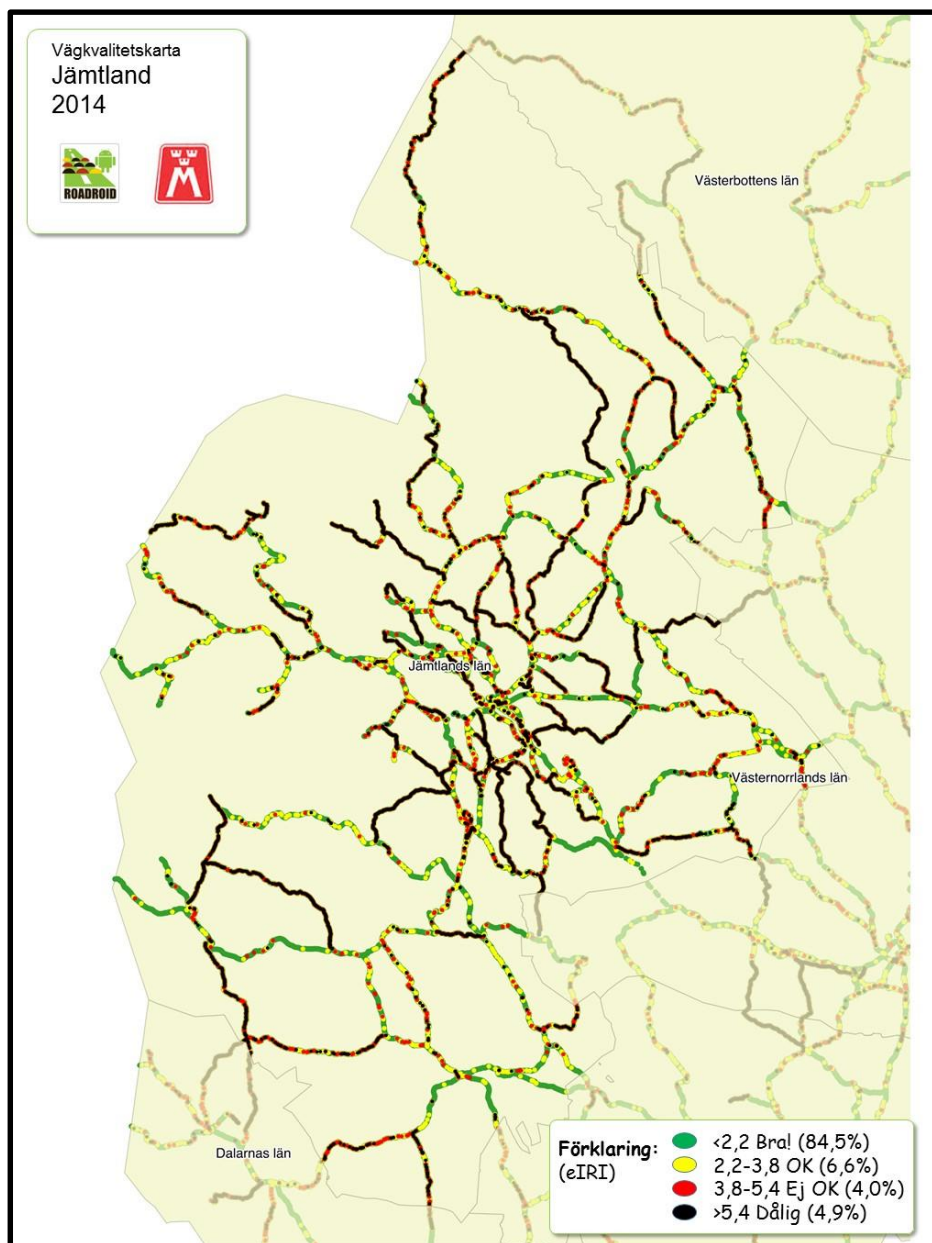 Vägkvalitetskarta
Jämtland
2014
ROADROID
M
Västerbottens län
Jämtlands län
Västernorrlands län
Dalarnas län
Förklaring:
(eIRI)
<2,2 Bra! (84,5%)
2,2-3,8 OK (6,6%)
3,8-5,4 Ej OK (4,0%)
>5,4 Dålig (4,9%)